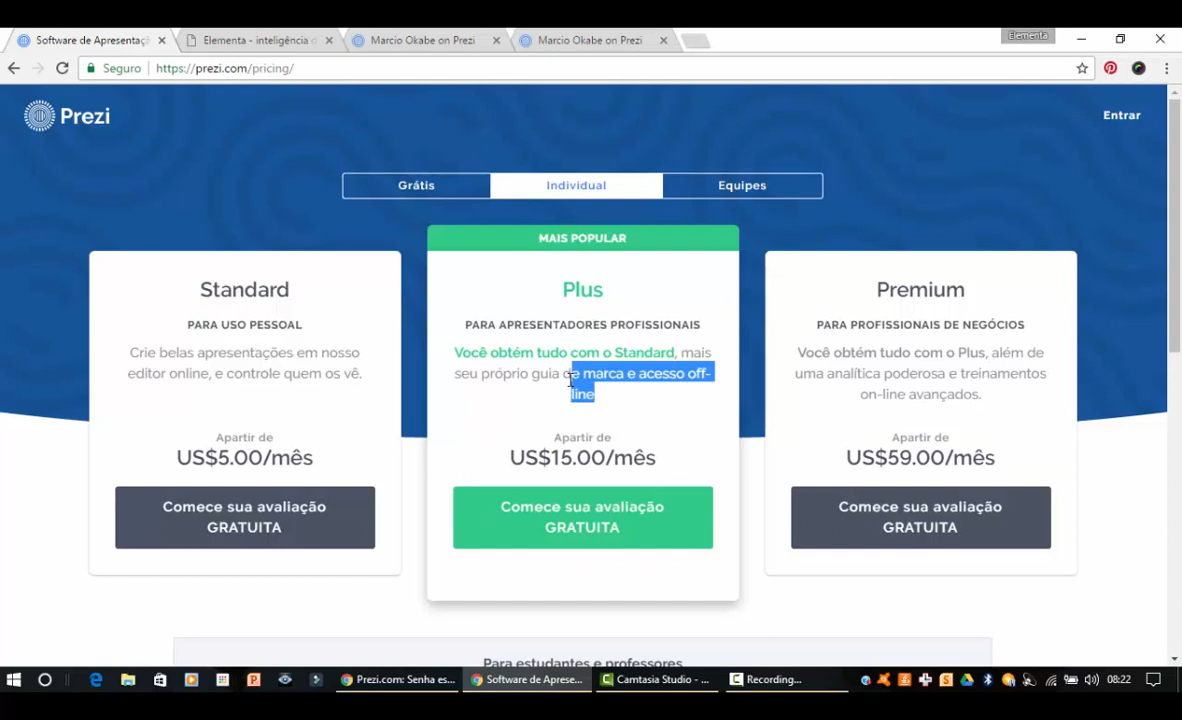 Software de Apresentaç
Elementa - inteligência d
Marcio Okabe on Prezi
Marcio Okabe on Prezi
Elementa
Seguro
https://prezi.com/pricing/
Prezi
Entrar
Grátis
Individual
Equipes
Standard
PARA USO PESSOAL
Crie belas apresentações em nosso
editor online, e controle quem os vê.
Apartir de
US$5.00/mês
Comece sua avaliação
GRATUITA
MAIS POPULAR
Plus
PARA APRESENTADORES PROFISSIONAIS
Você obtém tudo com o Standard, mais
seu próprio guia de marca e acesso off-
line
Apartir de
US$15.00/mês
Comece sua avaliação
GRATUITA
Premium
PARA PROFISSIONAIS DE NEGÓCIOS
Você obtém tudo com o Plus, além de
uma analítica poderosa e treinamentos
on-line avançados.
Apartir de
US$59.00/mês
Comece sua avaliação
GRATUITA
Para estudantes e professores
Prezi.com: Senha es...
Software de Aprese...
Camtasia Studio - ...
Recording...
08:22